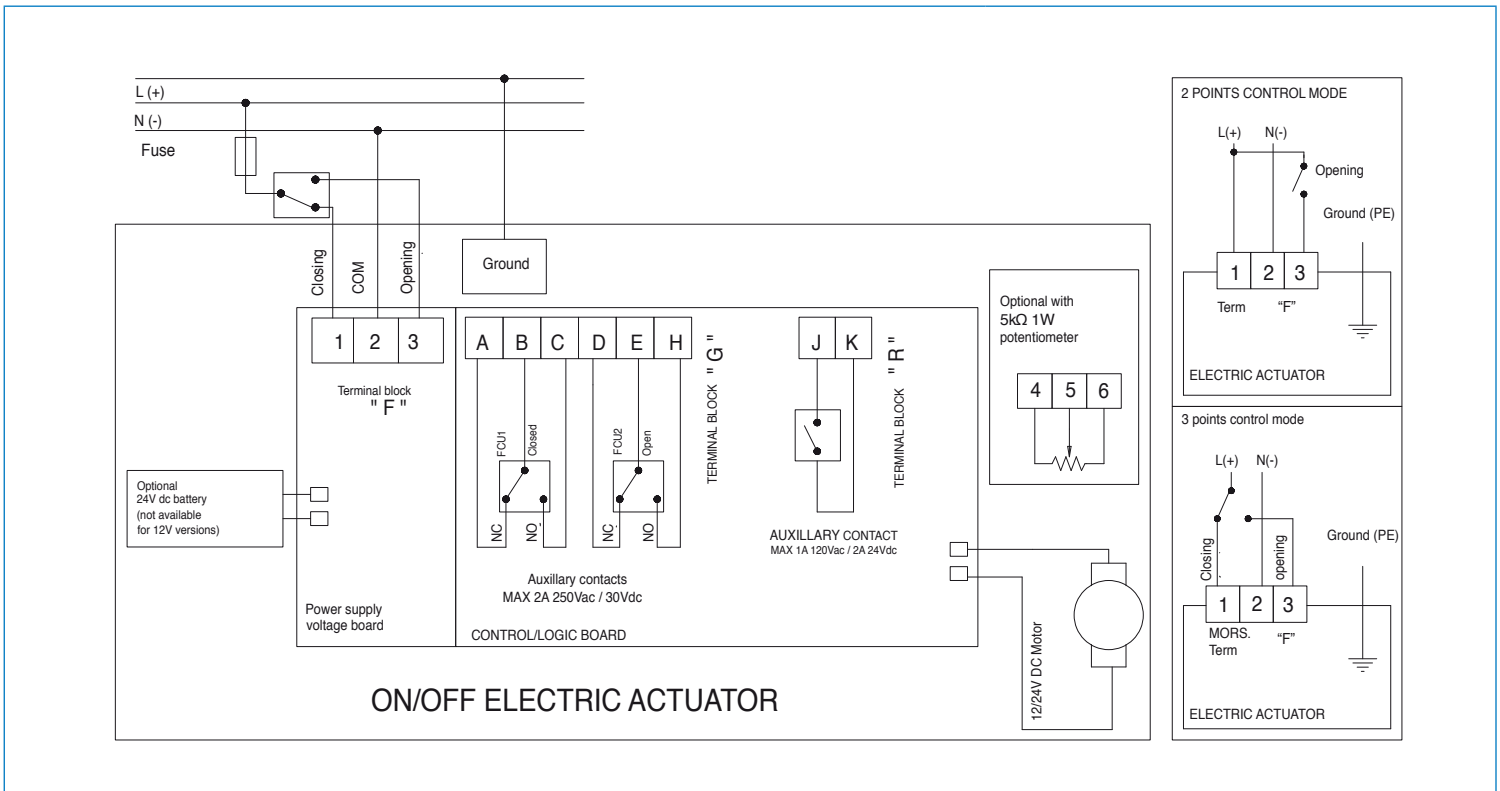 L (+)
N (-)
Fuse
Closing
COM
Opening
Ground
1 2 3
Terminal block
" F "
Optional
24V dc battery
(not available
for 12V versions)
Power supply
voltage board
A B C D E H
TERMINAL BLOCK " G "
FCU1
Closed
FCU2
Open
NC
NO
NC
NO
Auxillary contacts
MAX 2A 250Vac / 30Vdc
CONTROL/LOGIC BOARD
J K
TERMINAL BLOCK " R "
AUXILLARY CONTACT
MAX 1A 120Vac / 2A 24Vdc
Optional with
5kΩ 1W
potentiometer
4 5 6
12/24V DC Motor
ON/OFF ELECTRIC ACTUATOR
2 POINTS CONTROL MODE
L(+) N(-)
Opening
Ground (PE)
1 2 3
Term "F"
ELECTRIC ACTUATOR
3 points control mode
L(+) N(-)
Closing
opening
Ground (PE)
1 2 3
MORS.
Term "F"
ELECTRIC ACTUATOR